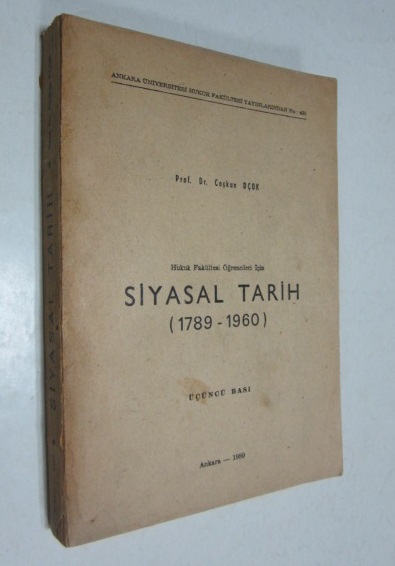 ANKARA ÜNİVERSİTESİ HUKUK FAKÜLTESİ YAYINLARINDAN No:
Prof. Dr. Coşkun ÜÇOK
Hukuk Fakültesi Öğrencileri İçin
SİYASAL TARİH
(1789 - 1960)
ÜÇÜNCÜ BASI
Ankara — 1980
SİYASAL TARİH